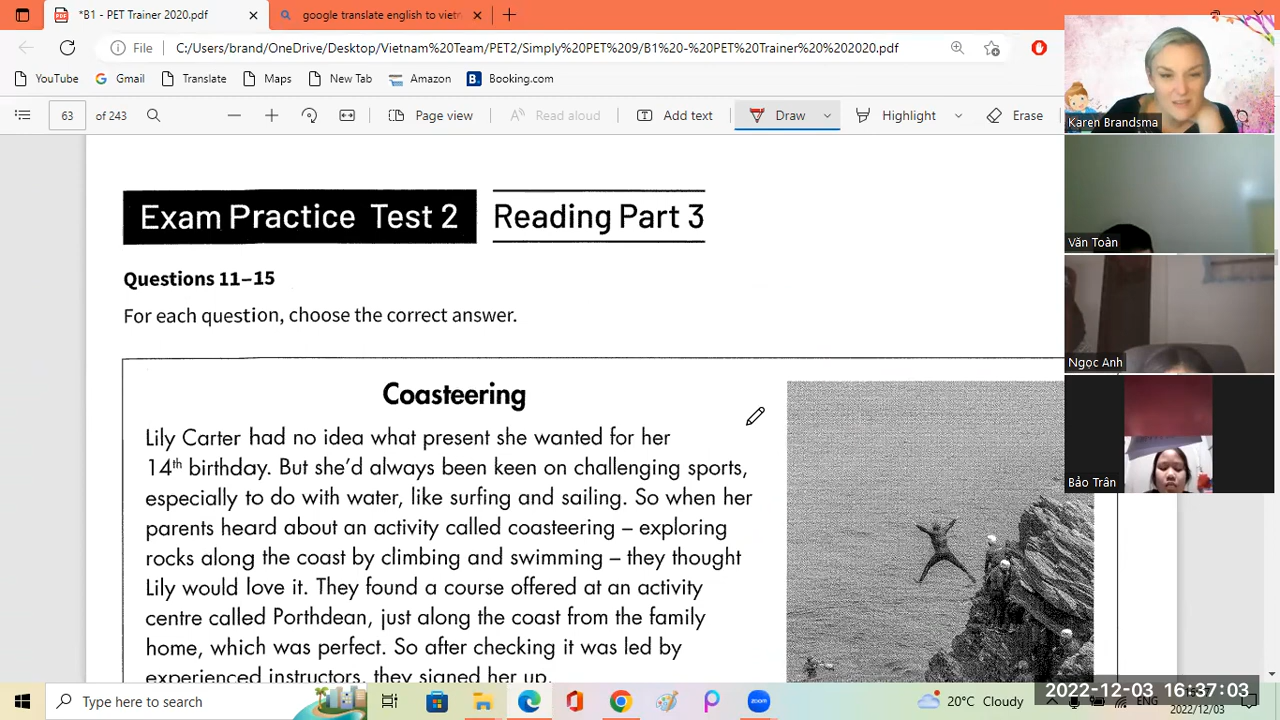 *B1 - PET Trainer 2020.pdf
google translate english to vietn
File
C:/Users/brand/OneDrive/Desktop/Vietnam%20Team/PET2/Simply%20PET%209/B1%20-%20PET%20Trainer%20%202020.pdf
YouTube
Gmail
Translate
Maps
New Tab
Amazon
Booking.com
63
of 243
Page view
Read aloud
Add text
Draw
Highlight
Erase
Exam Practice Test 2
Reading Part 3
Questions 11–15
For each question, choose the correct answer.
Coasteering
Lily Carter had no idea what present she wanted for her
14th birthday. But she'd always been keen on challenging sports,
especially to do with water, like surfing and sailing. So when her
parents heard about an activity called coasteering – exploring
rocks along the coast by climbing and swimming – they thought
Lily would love it. They found a course offered at an activity
centre called Porthdean, just along the coast from the family
home, which was perfect. So after checking it was led by
experienced instructors, they signed her up.
Karen Brandsma
Văn Toàn
Ngọc Anh
Bảo Trân
Type here to search
20°C Cloudy
ENG
2022-12-03 16:37:03
2022/12/03